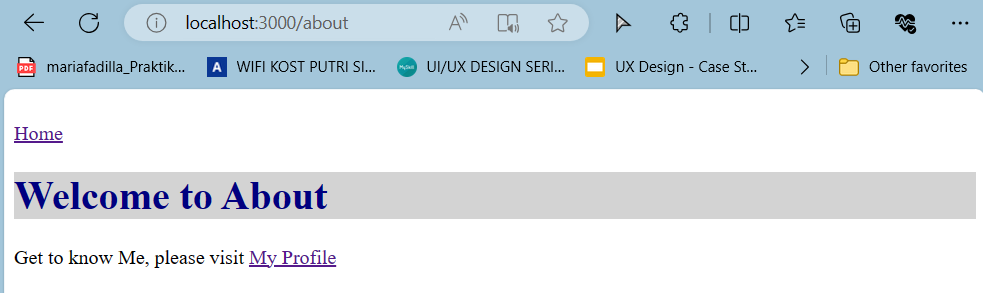 localhost:3000/about
mariafadilla_Praktik... WIFI KOST PUTRI SI... UI/UX DESIGN SERI... UX Design - Case St... Other favorites
Home
Welcome to About
Get to know Me, please visit My Profile